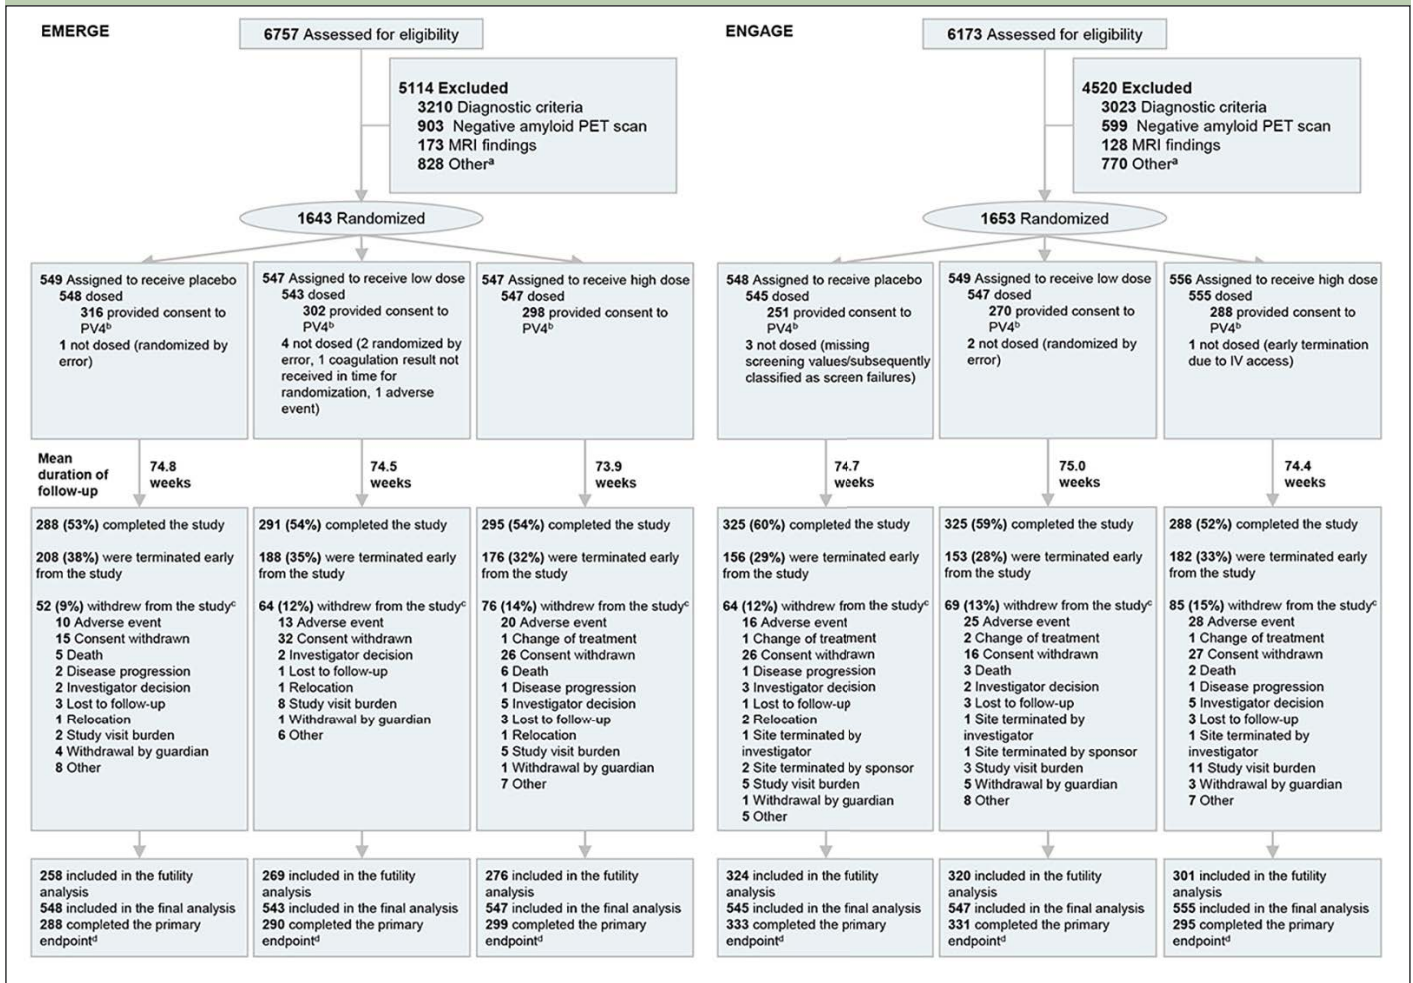 EMERGE
6757 Assessed for eligibility
5114 Excluded
3210 Diagnostic criteria
903 Negative amyloid PET scan
173 MRI findings
828 Otherᵃ
1643 Randomized
549 Assigned to receive placebo
548 dosed
316 provided consent to
PV4ᵇ
1 not dosed (randomized by
error)
547 Assigned to receive low dose
543 dosed
302 provided consent to
PV4ᵇ
4 not dosed (2 randomized by
error, 1 coagulation result not
received in time for
randomization, 1 adverse
event)
547 Assigned to receive high dose
547 dosed
298 provided consent to
PV4ᵇ
Mean
duration of
follow-up
74.8
weeks
74.5
weeks
73.9
weeks
288 (53%) completed the study
208 (38%) were terminated early
from the study
52 (9%) withdrew from the studyᶜ
10 Adverse event
15 Consent withdrawn
5 Death
2 Disease progression
2 Investigator decision
3 Lost to follow-up
1 Relocation
2 Study visit burden
4 Withdrawal by guardian
8 Other
291 (54%) completed the study
188 (35%) were terminated early
from the study
64 (12%) withdrew from the studyᶜ
13 Adverse event
32 Consent withdrawn
2 Investigator decision
1 Lost to follow-up
1 Relocation
8 Study visit burden
1 Withdrawal by guardian
6 Other
295 (54%) completed the study
176 (32%) were terminated early
from the study
76 (14%) withdrew from the studyᶜ
20 Adverse event
1 Change of treatment
26 Consent withdrawn
6 Death
1 Disease progression
5 Investigator decision
3 Lost to follow-up
1 Relocation
5 Study visit burden
1 Withdrawal by guardian
7 Other
258 included in the futility
analysis
548 included in the final analysis
288 completed the primary
endpointᵈ
269 included in the futility
analysis
543 included in the final analysis
290 completed the primary
endpointᵈ
276 included in the futility
analysis
547 included in the final analysis
299 completed the primary
endpointᵈ
ENGAGE
6173 Assessed for eligibility
4520 Excluded
3023 Diagnostic criteria
599 Negative amyloid PET scan
128 MRI findings
770 Otherᵃ
1653 Randomized
548 Assigned to receive placebo
545 dosed
251 provided consent to
PV4ᵇ
3 not dosed (missing
screening values/subsequently
classified as screen failures)
549 Assigned to receive low dose
547 dosed
270 provided consent to
PV4ᵇ
2 not dosed (randomized by
error)
556 Assigned to receive high dose
555 dosed
288 provided consent to
PV4ᵇ
1 not dosed (early termination
due to IV access)
74.7
weeks
75.0
weeks
74.4
weeks
325 (60%) completed the study
156 (29%) were terminated early
from the study
64 (12%) withdrew from the studyᶜ
16 Adverse event
1 Change of treatment
26 Consent withdrawn
1 Disease progression
3 Investigator decision
1 Lost to follow-up
2 Relocation
1 Site terminated by
investigator
2 Site terminated by sponsor
5 Study visit burden
1 Withdrawal by guardian
5 Other
325 (59%) completed the study
153 (28%) were terminated early
from the study
69 (13%) withdrew from the studyᶜ
25 Adverse event
2 Change of treatment
16 Consent withdrawn
3 Death
2 Investigator decision
3 Lost to follow-up
1 Site terminated by
investigator
1 Site terminated by sponsor
3 Study visit burden
5 Withdrawal by guardian
8 Other
288 (52%) completed the study
182 (33%) were terminated early
from the study
85 (15%) withdrew from the studyᶜ
28 Adverse event
1 Change of treatment
27 Consent withdrawn
2 Death
1 Disease progression
5 Investigator decision
3 Lost to follow-up
1 Site terminated by
investigator
11 Study visit burden
3 Withdrawal by guardian
7 Other
324 included in the futility
analysis
545 included in the final analysis
333 completed the primary
endpointᵈ
320 included in the futility
analysis
547 included in the final analysis
331 completed the primary
endpointᵈ
301 included in the futility
analysis
555 included in the final analysis
295 completed the primary
endpointᵈ